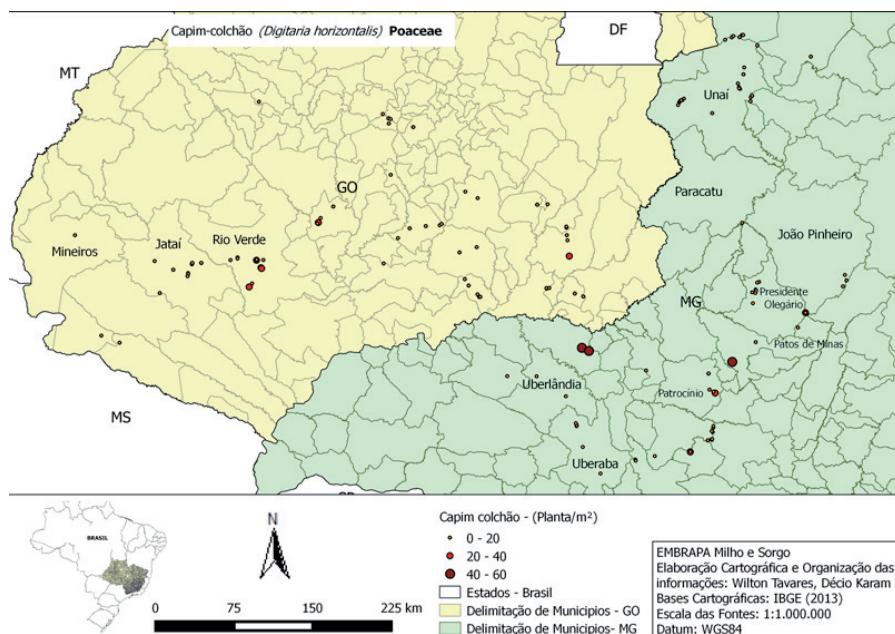 Capim-colchão (Digitaria horizontalis) Poaceae
DF
MT
Unaí
GO
Paracatu
João Pinheiro
Mineiros
Jataí
Rio Verde
MG
Presidente
Olegário
Patos de Minas
MS
Uberlândia
Patrocínio
Uberaba
BRASIL
N
0 75 150 225 km
Capim colchão - (Planta/m²)
0 - 20
20 - 40
40 - 60
Estados - Brasil
Delimitação de Municipios - GO
Delimitação de Municipios- MG
EMBRAPA Milho e Sorgo
Elaboração Cartográfica e Organização das
informações: Wilton Tavares, Décio Karam
Bases Cartográficas: IBGE (2013)
Escala das Fontes: 1:1.000.000
Datum: WGS84